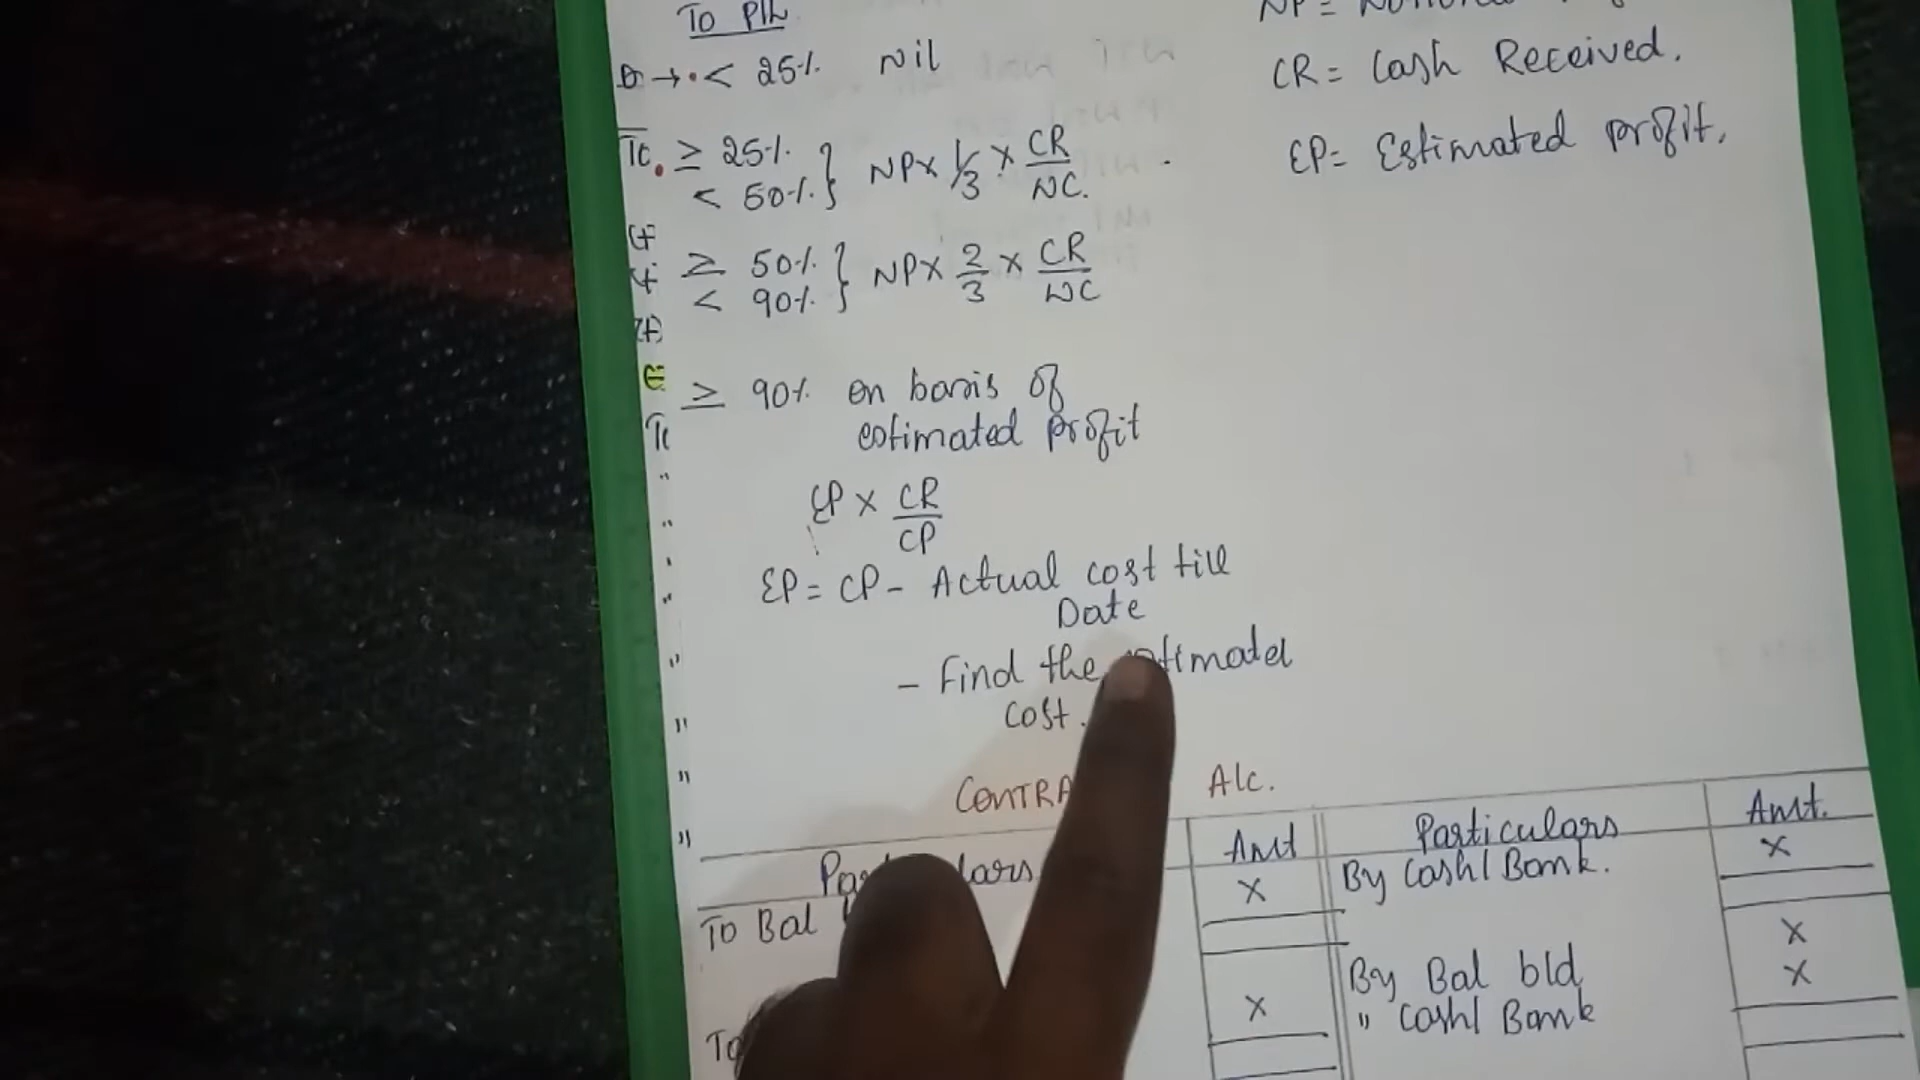 To P/L
< 25%. Nil
CR = Cash Received.
EP = Estimated profit.
≥ 25%.
< 50%. } NP x 1/3 x CR/WC.
≥ 50%.
< 90%. } NP x 2/3 x CR/WC
≥ 90%. on basis of
estimated profit
EP x CR/CP
EP = CP - Actual cost till
Date
- Find the
cost.
A/c.
Amt
Particulars
Amt.
X
By Cash/Bank.
X
To Bal
X
By Bal b/d
X
X
" Cash/Bank
To